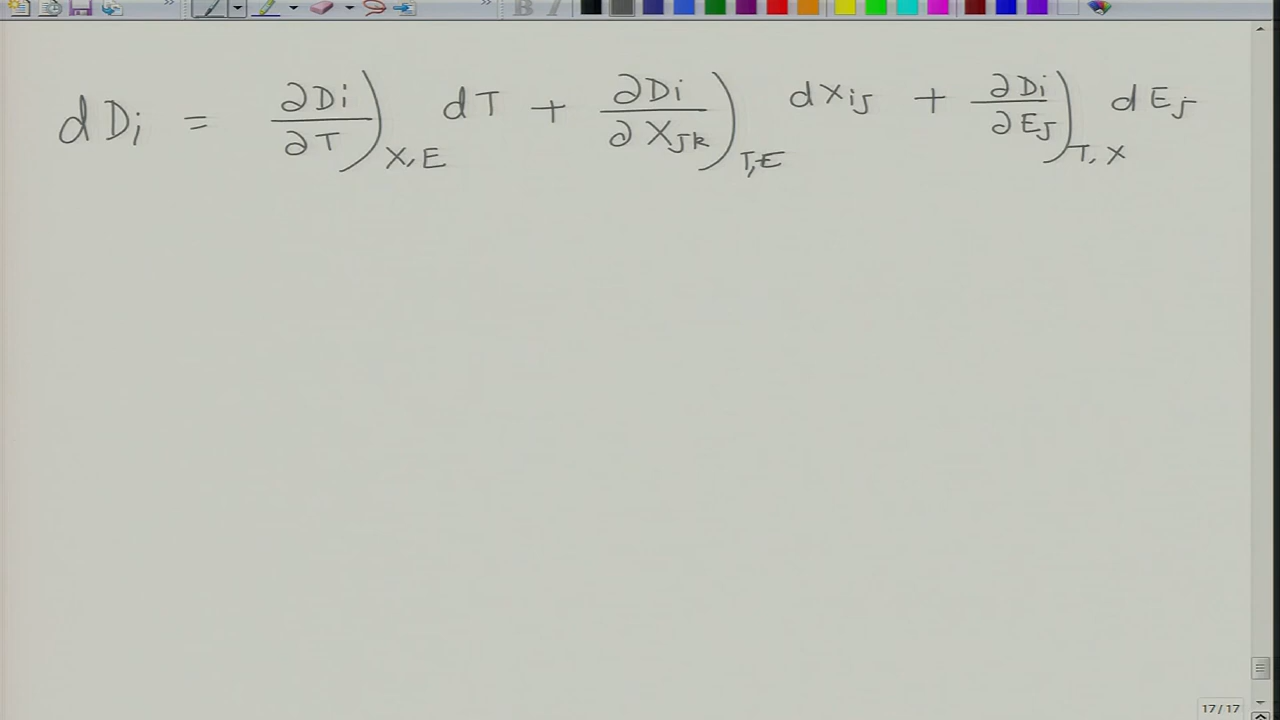 dDi = ∂Di/∂T)X,E dT + ∂Di/∂Xjk)T,E dXij + ∂Di/∂Ej)T,X dEj
17/17